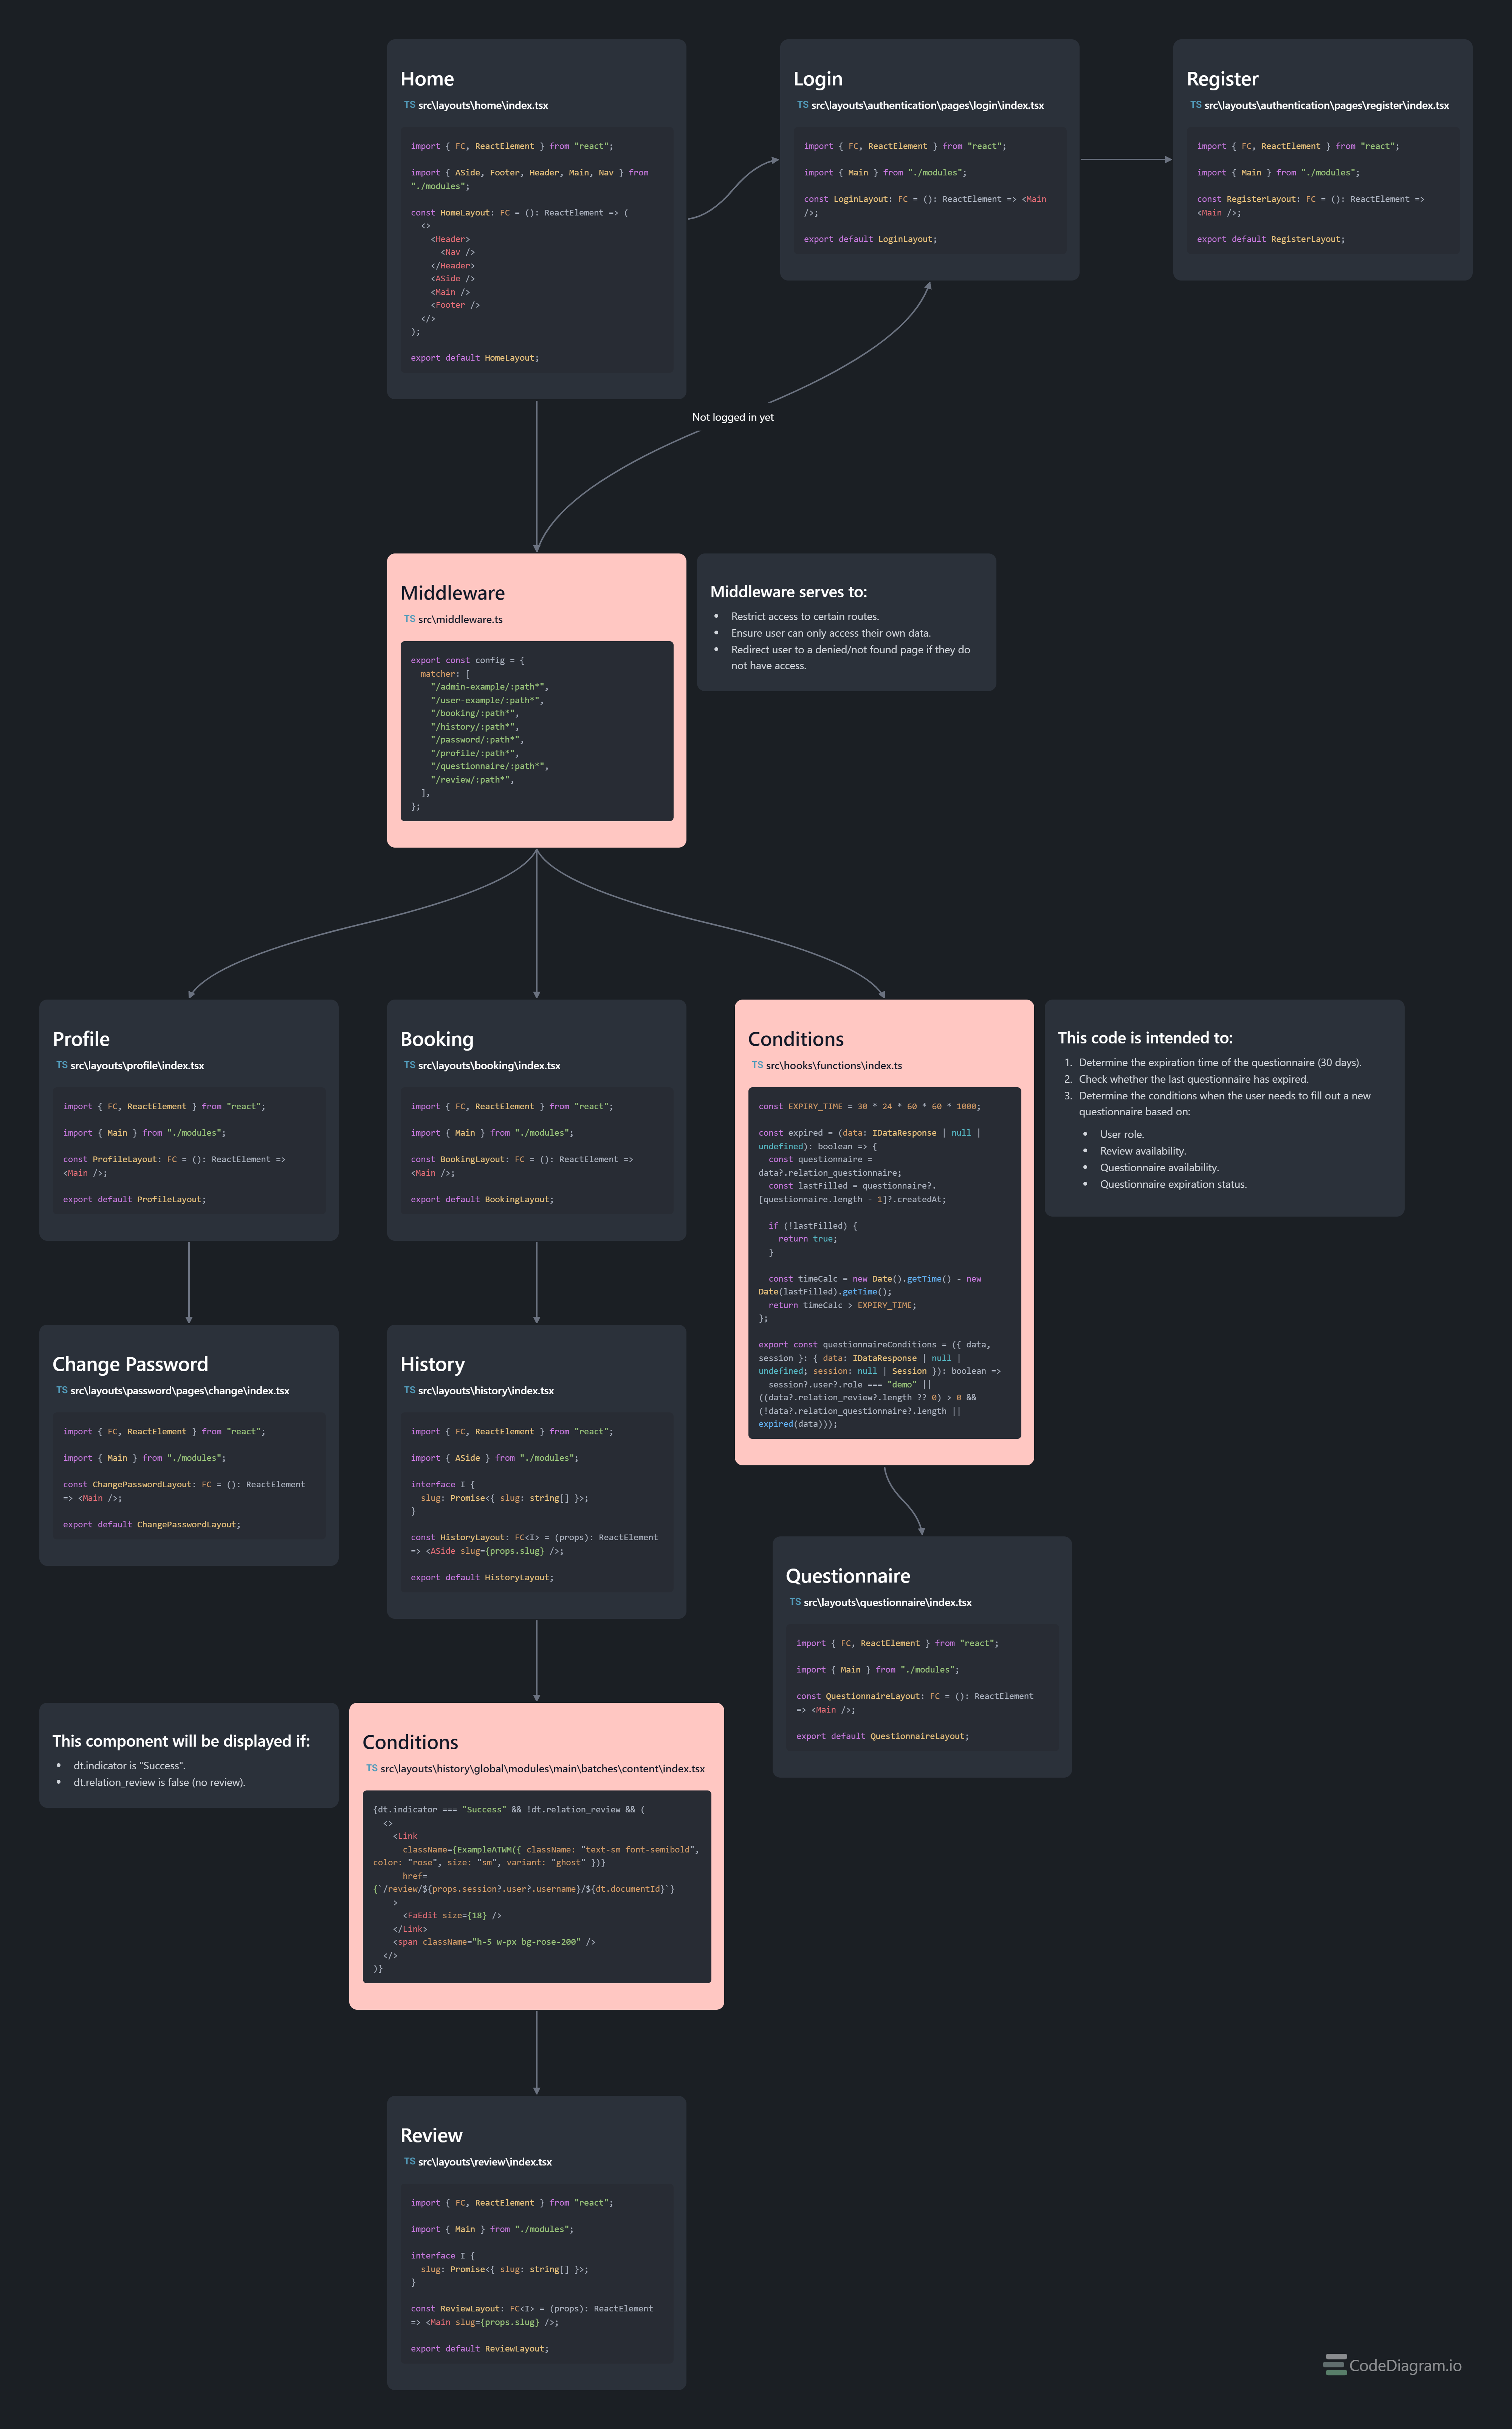 Home
TS src\layouts\home\index.tsx
import { FC, ReactElement } from "react";
import { ASide, Footer, Header, Main, Nav } from
"./modules";
const HomeLayout: FC = (): ReactElement => (
<>
<Header>
<Nav />
</Header>
<ASide />
<Main />
<Footer />
</>
);
export default HomeLayout;
Login
TS src\layouts\authentication\pages\login\index.tsx
import { FC, ReactElement } from "react";
import { Main } from "./modules";
const LoginLayout: FC = (): ReactElement => <Main
/>;
export default LoginLayout;
Register
TS src\layouts\authentication\pages\register\index.tsx
import { FC, ReactElement } from "react";
import { Main } from "./modules";
const RegisterLayout: FC = (): ReactElement =>
<Main />;
export default RegisterLayout;
Not logged in yet
Middleware
TS src\middleware.ts
export const config = {
matcher: [
"/admin-example/:path*",
"/user-example/:path*",
"/booking/:path*",
"/history/:path*",
"/password/:path*",
"/profile/:path*",
"/questionnaire/:path*",
"/review/:path*",
],
};
Middleware serves to:
• Restrict access to certain routes.
• Ensure user can only access their own data.
• Redirect user to a denied/not found page if they do
not have access.
Profile
TS src\layouts\profile\index.tsx
import { FC, ReactElement } from "react";
import { Main } from "./modules";
const ProfileLayout: FC = (): ReactElement =>
<Main />;
export default ProfileLayout;
Booking
TS src\layouts\booking\index.tsx
import { FC, ReactElement } from "react";
import { Main } from "./modules";
const BookingLayout: FC = (): ReactElement =>
<Main />;
export default BookingLayout;
Conditions
TS src\hooks\functions\index.ts
const EXPIRY_TIME = 30 * 24 * 60 * 60 * 1000;
const expired = (data: IDataResponse | null |
undefined): boolean => {
const questionnaire =
data?.relation_questionnaire;
const lastFilled = questionnaire?.
[questionnaire.length - 1]?.createdAt;
if (!lastFilled) {
return true;
}
const timeCalc = new Date().getTime() - new
Date(lastFilled).getTime();
return timeCalc > EXPIRY_TIME;
};
export const questionnaireConditions = ({ data,
session }: { data: IDataResponse | null |
undefined; session: null | Session }): boolean =>
session?.user?.role === "demo" ||
((data?.relation_review?.length ?? 0) > 0 &&
(!data?.relation_questionnaire?.length ||
expired(data)));
This code is intended to:
1. Determine the expiration time of the questionnaire (30 days).
2. Check whether the last questionnaire has expired.
3. Determine the conditions when the user needs to fill out a new
questionnaire based on:
• User role.
• Review availability.
• Questionnaire availability.
• Questionnaire expiration status.
Change Password
TS src\layouts\password\pages\change\index.tsx
import { FC, ReactElement } from "react";
import { Main } from "./modules";
const ChangePasswordLayout: FC = (): ReactElement
=> <Main />;
export default ChangePasswordLayout;
History
TS src\layouts\history\index.tsx
import { FC, ReactElement } from "react";
import { ASide } from "./modules";
interface I {
slug: Promise<{ slug: string[] }>;
}
const HistoryLayout: FC<I> = (props): ReactElement
=> <ASide slug={props.slug} />;
export default HistoryLayout;
Questionnaire
TS src\layouts\questionnaire\index.tsx
import { FC, ReactElement } from "react";
import { Main } from "./modules";
const QuestionnaireLayout: FC = (): ReactElement
=> <Main />;
export default QuestionnaireLayout;
This component will be displayed if:
• dt.indicator is "Success".
• dt.relation_review is false (no review).
Conditions
TS src\layouts\history\global\modules\main\batches\content\index.tsx
{dt.indicator === "Success" && !dt.relation_review && (
<>
<Link
className={ExampleATWM({ className: "text-sm font-semibold",
color: "rose", size: "sm", variant: "ghost" })}
href=
{`/review/${props.session?.user?.username}/${dt.documentId}`}
>
<FaEdit size={18} />
</Link>
<span className="h-5 w-px bg-rose-200" />
</>
)}
Review
TS src\layouts\review\index.tsx
import { FC, ReactElement } from "react";
import { Main } from "./modules";
interface I {
slug: Promise<{ slug: string[] }>;
}
const ReviewLayout: FC<I> = (props): ReactElement
=> <Main slug={props.slug} />;
export default ReviewLayout;
CodeDiagram.io